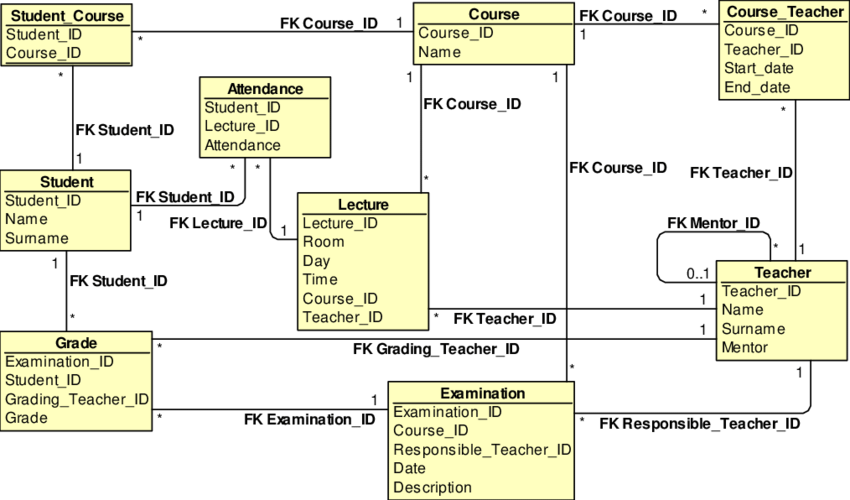 Student_Course
Student_ID
Course_ID
*
*
FK Course_ID
1
Course
Course_ID
Name
1
1
1
FK Course_ID
*
Course_Teacher
Course_ID
Teacher_ID
Start_date
End_date
*
Attendance
Student_ID
Lecture_ID
Attendance
*
*
FK Student_ID
1
FK Course_ID
*
FK Course_ID
*
FK Teacher_ID
1
Student
Student_ID
Name
Surname
1
1
FK Student_ID
FK Lecture_ID
1
Lecture
Lecture_ID
Room
Day
Time
Course_ID
Teacher_ID
*
FK Mentor_ID
*
0..1
Teacher
Teacher_ID
Name
Surname
Mentor
1
1
1
FK Student_ID
*
FK Teacher_ID
Grade
Examination_ID
Student_ID
Grading_Teacher_ID
Grade
*
*
FK Grading_Teacher_ID
FK Examination_ID
1
Examination
Examination_ID
Course_ID
Responsible_Teacher_ID
Date
Description
*
FK Responsible_Teacher_ID